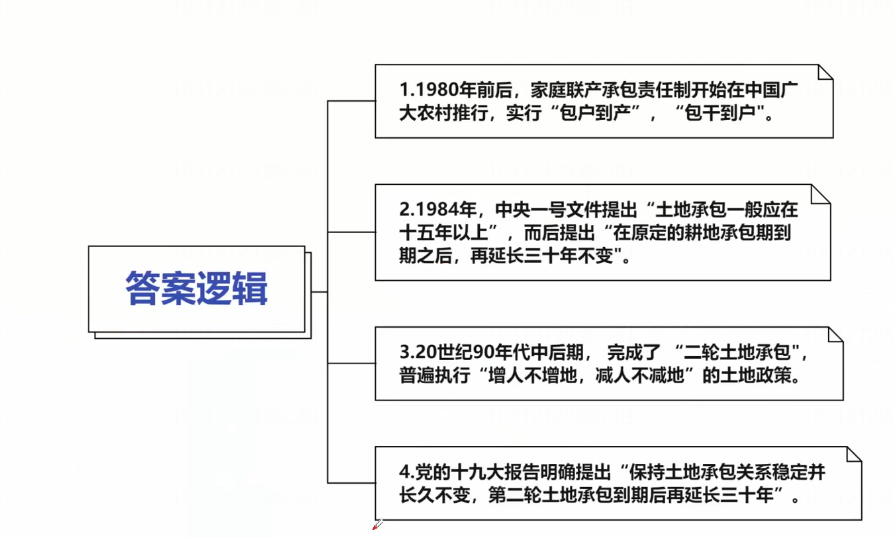 答案逻辑
1.1980年前后，家庭联产承包责任制开始在中国广
大农村推行，实行“包户到产”，“包干到户"。
2.1984年，中央一号文件提出“土地承包一般应在
十五年以上”，而后提出“在原定的耕地承包期到
期之后，再延长三十年不变"。
3.20世纪90年代中后期， 完成了 “二轮土地承包",
普遍执行“增人不增地，减人不减地”的土地政策。
4.党的十九大报告明确提出“保持土地承包关系稳定并
长久不变，第二轮土地承包到期后再延长三十年”。